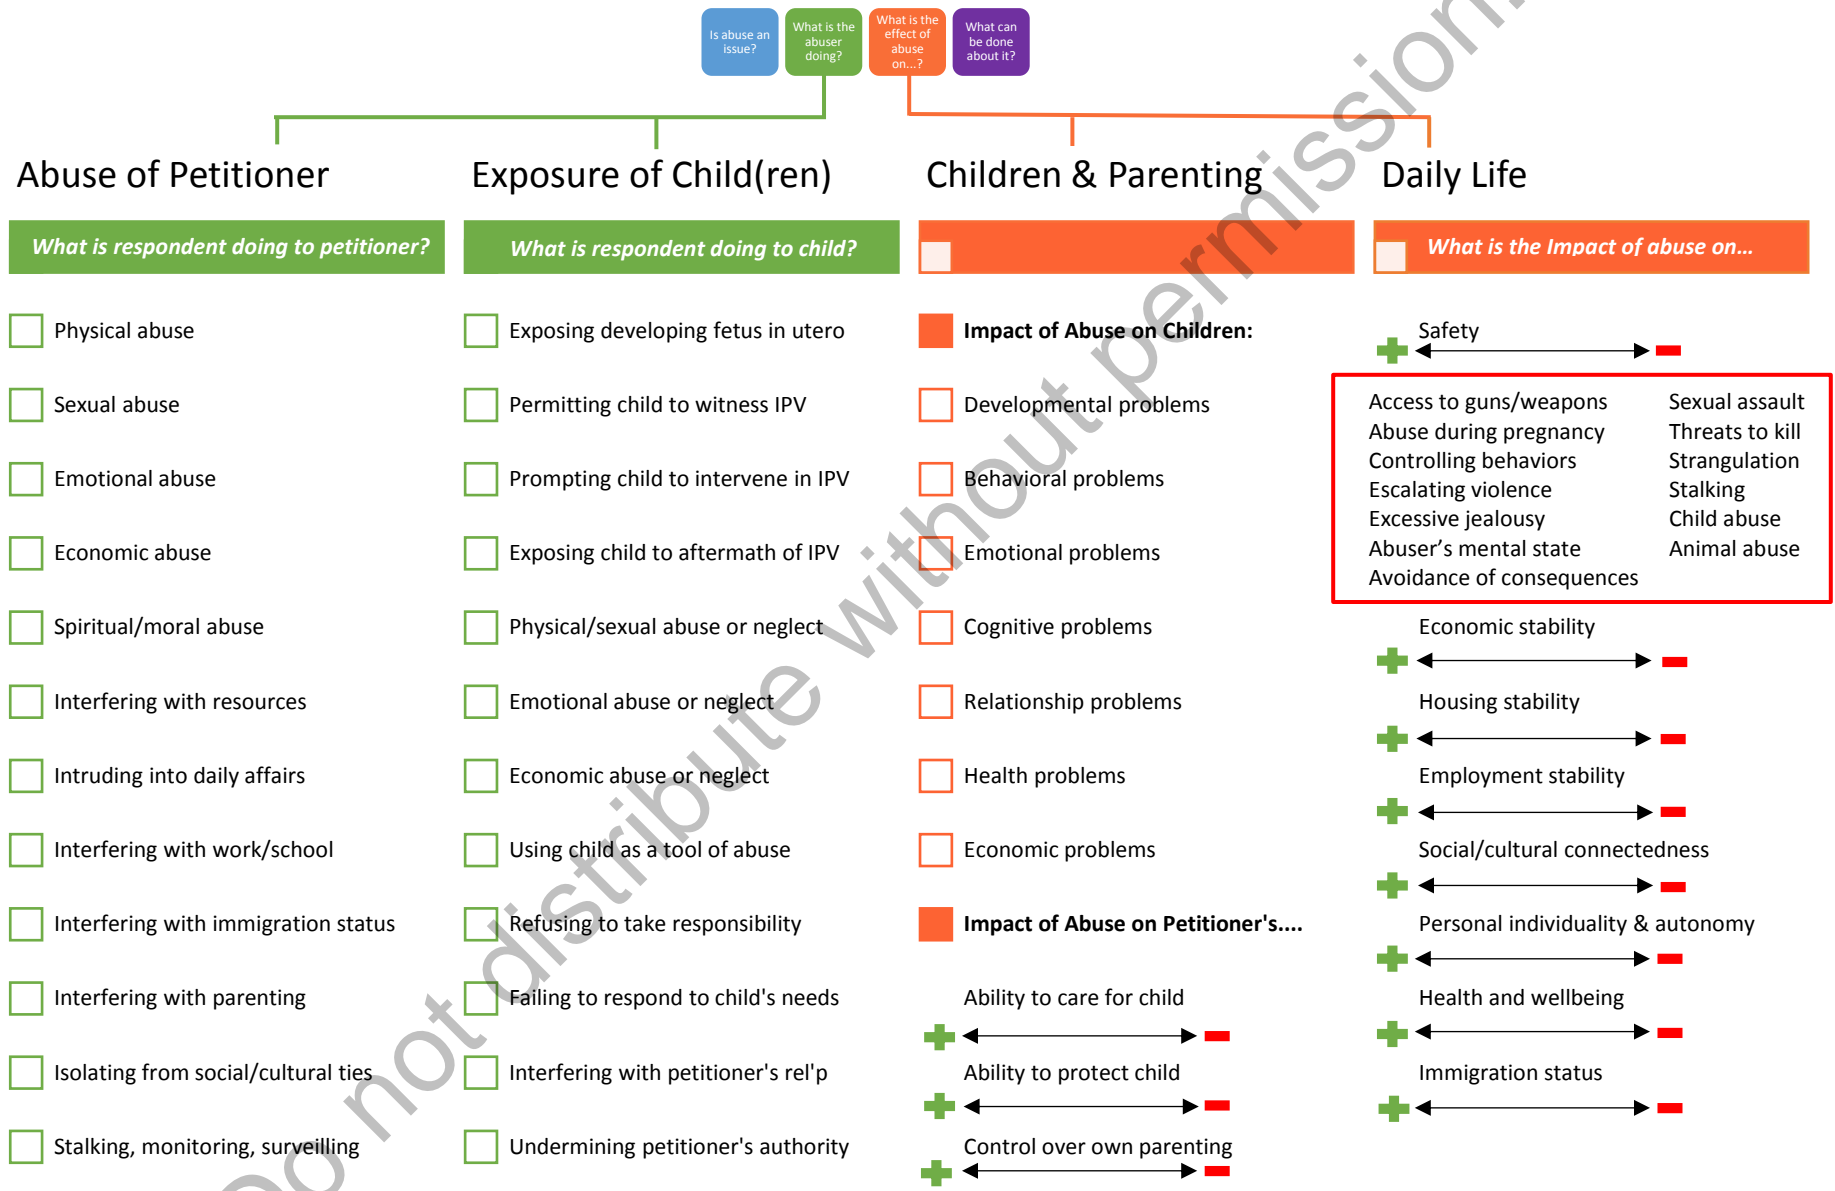 Is abuse an
issue?
What is the
abuser
doing?
What is the
effect of
abuse
on...?
What can
be done
about it?
Abuse of Petitioner
What is respondent doing to petitioner?
Physical abuse
Sexual abuse
Emotional abuse
Economic abuse
Spiritual/moral abuse
Interfering with resources
Intruding into daily affairs
Interfering with work/school
Interfering with immigration status
Interfering with parenting
Isolating from social/cultural ties
Stalking, monitoring, surveilling
Exposure of Child(ren)
What is respondent doing to child?
Exposing developing fetus in utero
Permitting child to witness IPV
Prompting child to intervene in IPV
Exposing child to aftermath of IPV
Physical/sexual abuse or neglect
Emotional abuse or neglect
Economic abuse or neglect
Using child as a tool of abuse
Refusing to take responsibility
Failing to respond to child's needs
Interfering with petitioner's rel'p
Undermining petitioner's authority
Children & Parenting
Impact of Abuse on Children:
Developmental problems
Behavioral problems
Emotional problems
Cognitive problems
Relationship problems
Health problems
Economic problems
Impact of Abuse on Petitioner's....
Ability to care for child
Ability to protect child
Control over own parenting
Daily Life
What is the Impact of abuse on...
Safety
Access to guns/weapons
Abuse during pregnancy
Controlling behaviors
Escalating violence
Excessive jealousy
Abuser's mental state
Avoidance of consequences
Sexual assault
Threats to kill
Strangulation
Stalking
Child abuse
Animal abuse
Economic stability
Housing stability
Employment stability
Social/cultural connectedness
Personal individuality & autonomy
Health and wellbeing
Immigration status
Do not distribute without permission.